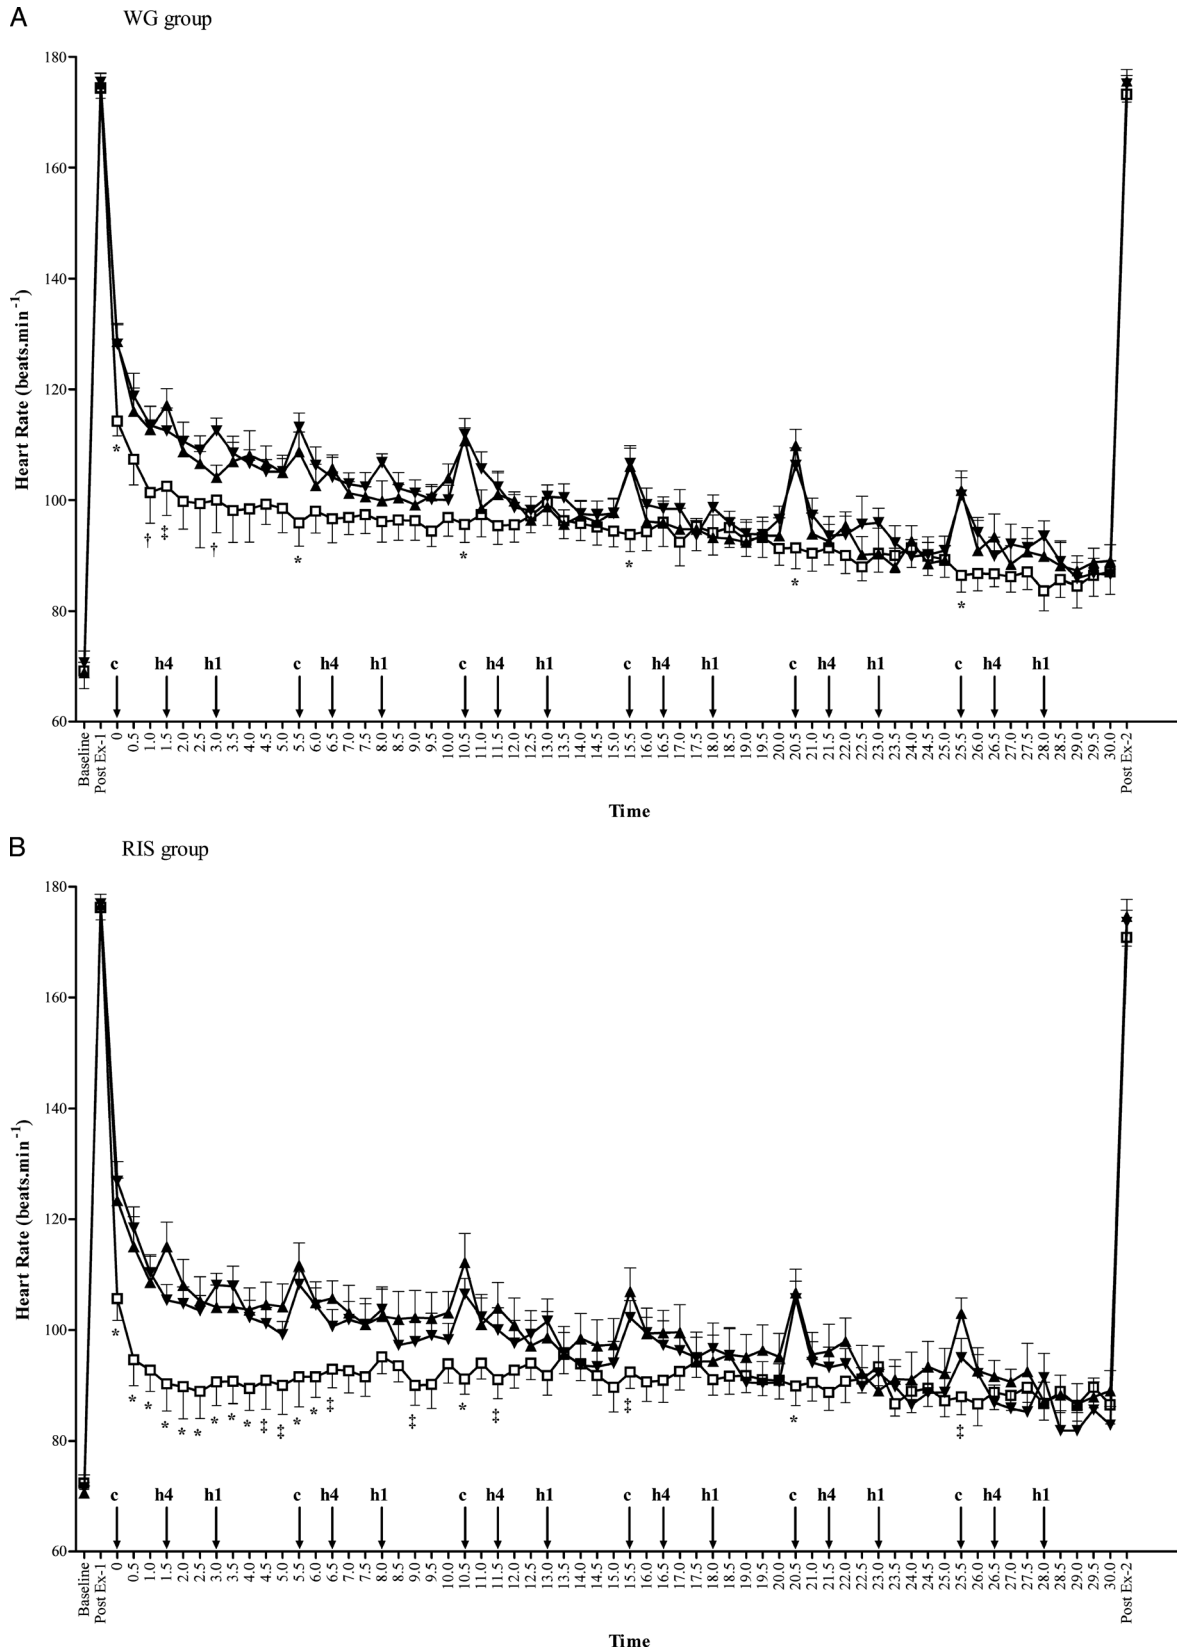 A
WG group
Heart Rate (beats.min-1)
180
160
140
120
100
80
60
* † ‡ † * * * * *
c h4 h1 c h4 h1 c h4 h1 c h4 h1 c h4 h1 c h4 h1
Baseline Post Ex-1 0 0.5 1.0 1.5 2.0 2.5 3.0 3.5 4.0 4.5 5.0 5.5 6.0 6.5 7.0 7.5 8.0 8.5 9.0 9.5 10.0 10.5 11.0 11.5 12.0 12.5 13.0 13.5 14.0 14.5 15.0 15.5 16.0 16.5 17.0 17.5 18.0 18.5 19.0 19.5 20.0 20.5 21.0 21.5 22.0 22.5 23.0 23.5 24.0 24.5 25.0 25.5 26.0 26.5 27.0 27.5 28.0 28.5 29.0 29.5 30.0 Post Ex-2
Time
B
RIS group
Heart Rate (beats.min-1)
180
160
140
120
100
80
60
* * * * * * * * * ‡ ‡ * * ‡ ‡ * ‡ ‡ * ‡
c h4 h1 c h4 h1 c h4 h1 c h4 h1 c h4 h1 c h4 h1
Baseline Post Ex-1 0 0.5 1.0 1.5 2.0 2.5 3.0 3.5 4.0 4.5 5.0 5.5 6.0 6.5 7.0 7.5 8.0 8.5 9.0 9.5 10.0 10.5 11.0 11.5 12.0 12.5 13.0 13.5 14.0 14.5 15.0 15.5 16.0 16.5 17.0 17.5 18.0 18.5 19.0 19.5 20.0 20.5 21.0 21.5 22.0 22.5 23.0 23.5 24.0 24.5 25.0 25.5 26.0 26.5 27.0 27.5 28.0 28.5 29.0 29.5 30.0 Post Ex-2
Time